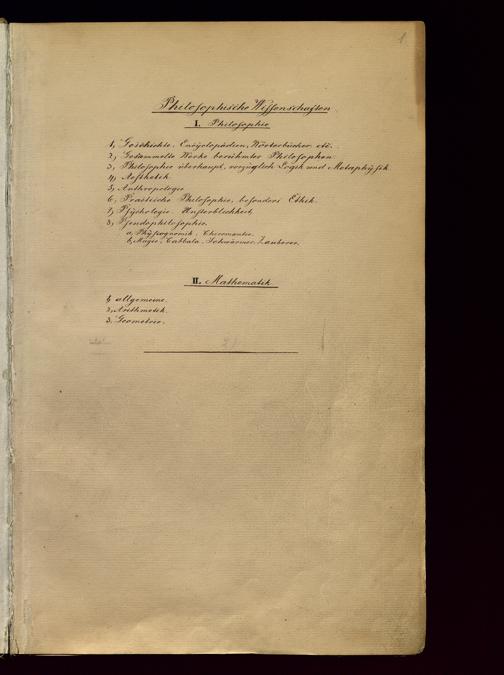 1
Philosophische Wissenschaften
I. Philosophie
1, Geschichte, Encyclopädien, Wörterbücher etc.
2, Gesammelte Werke berühmter Philosophen.
3, Philosophie überhaupt, vorzüglich Logik und Metaphysik
4, Aesthetik.
5, Anthropologie
6, Practische Philosophie, besonders Ethik.
7, Psychologie. Unsterblichkeit.
8, Pseudophilosophie.
a, Physiognomik, Chiromantie.
b, Magie, Cabbala, Schwärmer, Zauberer.
II. Mathematik
1, allgemeine.
2, Arithmetik.
3, Geometrie.